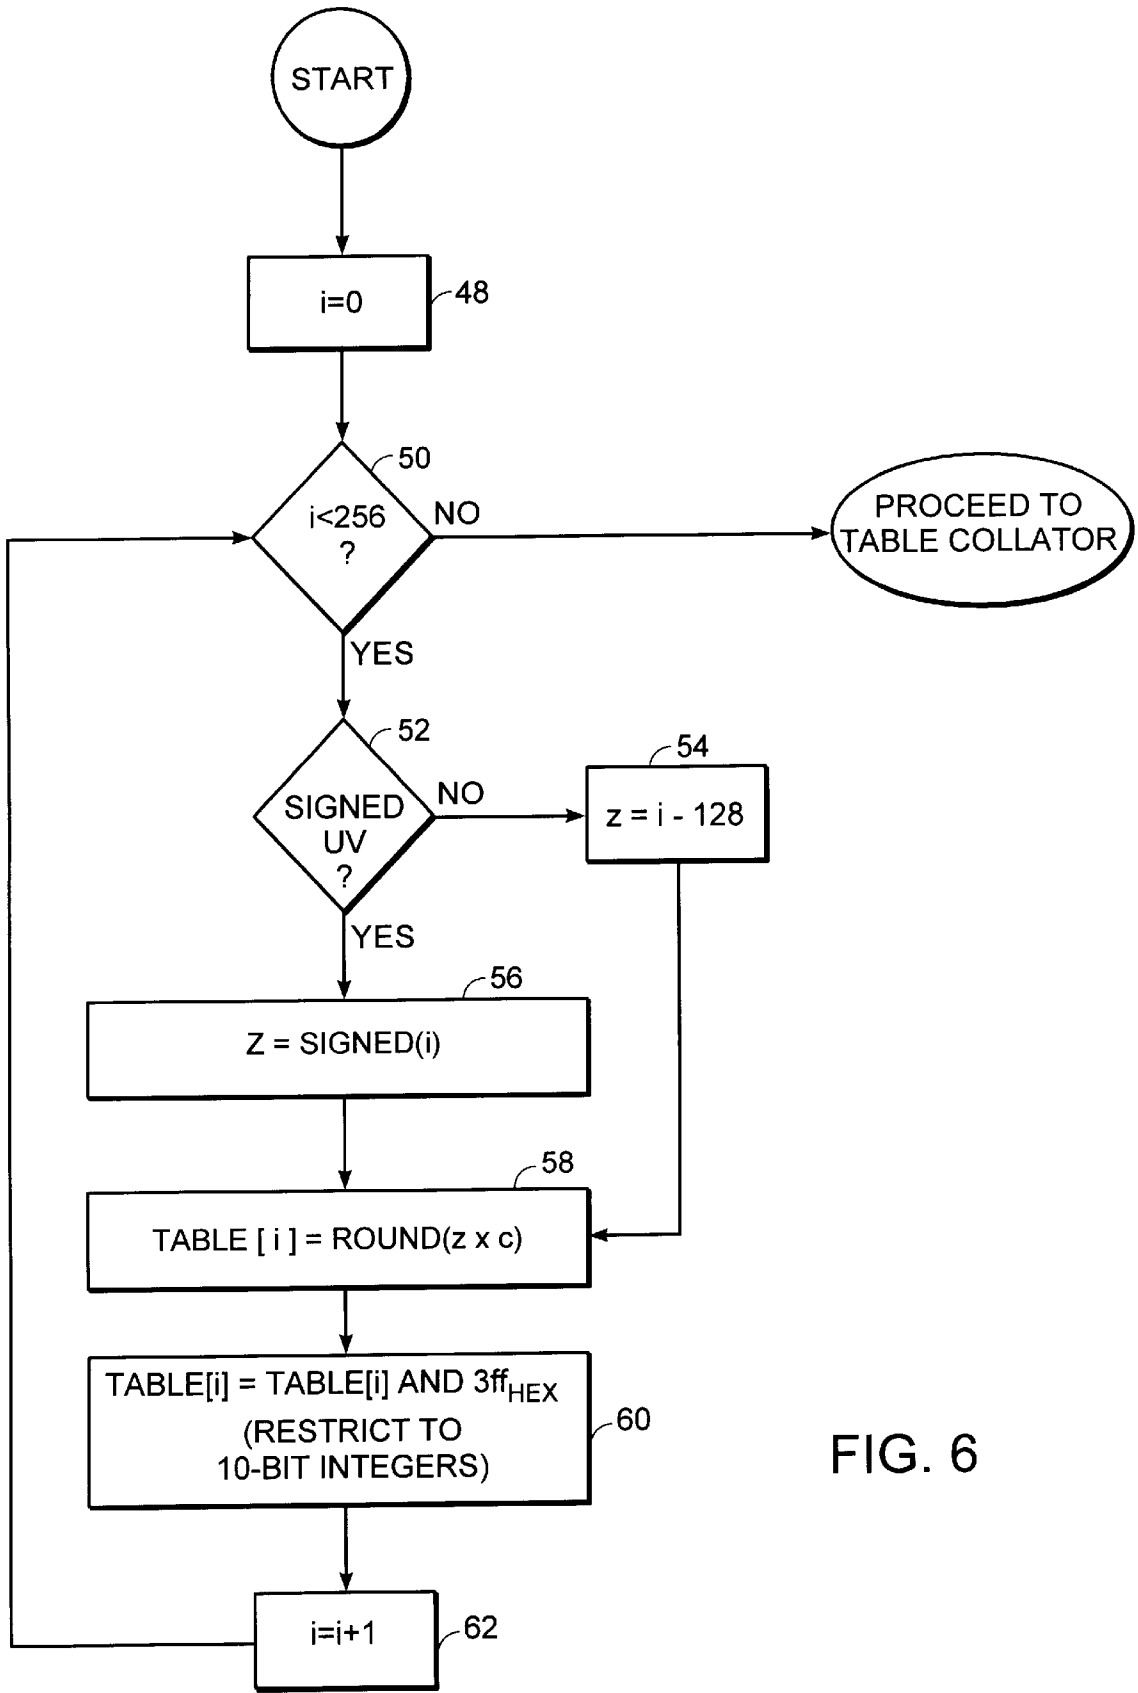 START
i=0
48
50
i<256
?
NO
PROCEED TO
TABLE COLLATOR
YES
52
SIGNED
UV
?
NO
54
z = i - 128
YES
56
Z = SIGNED(i)
58
TABLE [ i ] = ROUND(z x c)
TABLE[i] = TABLE[i] AND 3ffHEX
(RESTRICT TO
10-BIT INTEGERS)
60
FIG. 6
i=i+1
62